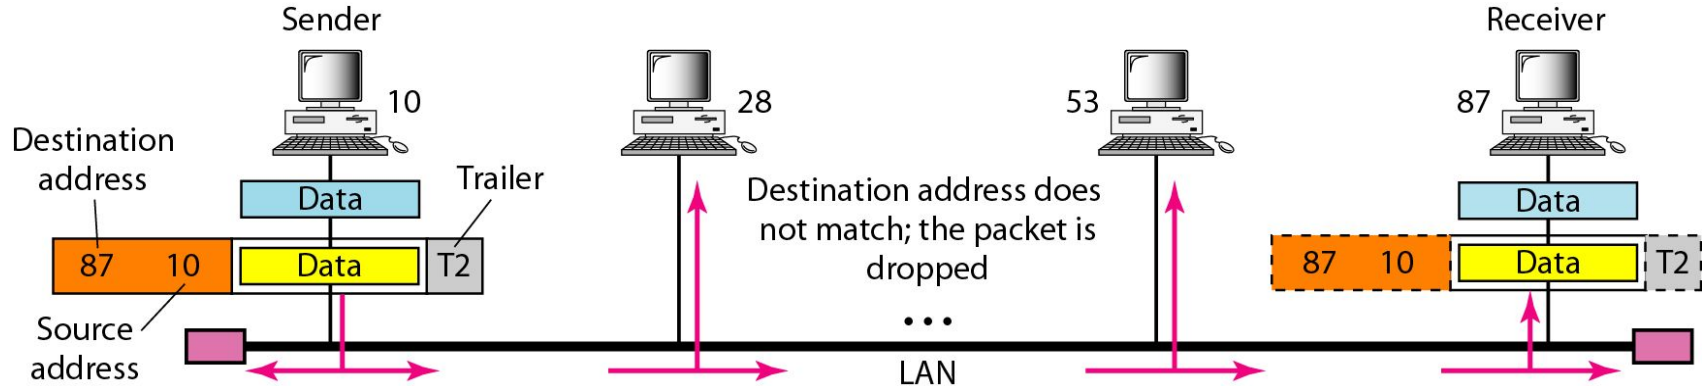 Sender
Receiver
10
28
53
87
Destination
address
Trailer
Data
87 10
Data
T2
Source
address
Destination address does
not match; the packet is
dropped
...
Data
87 10
Data
T2
LAN